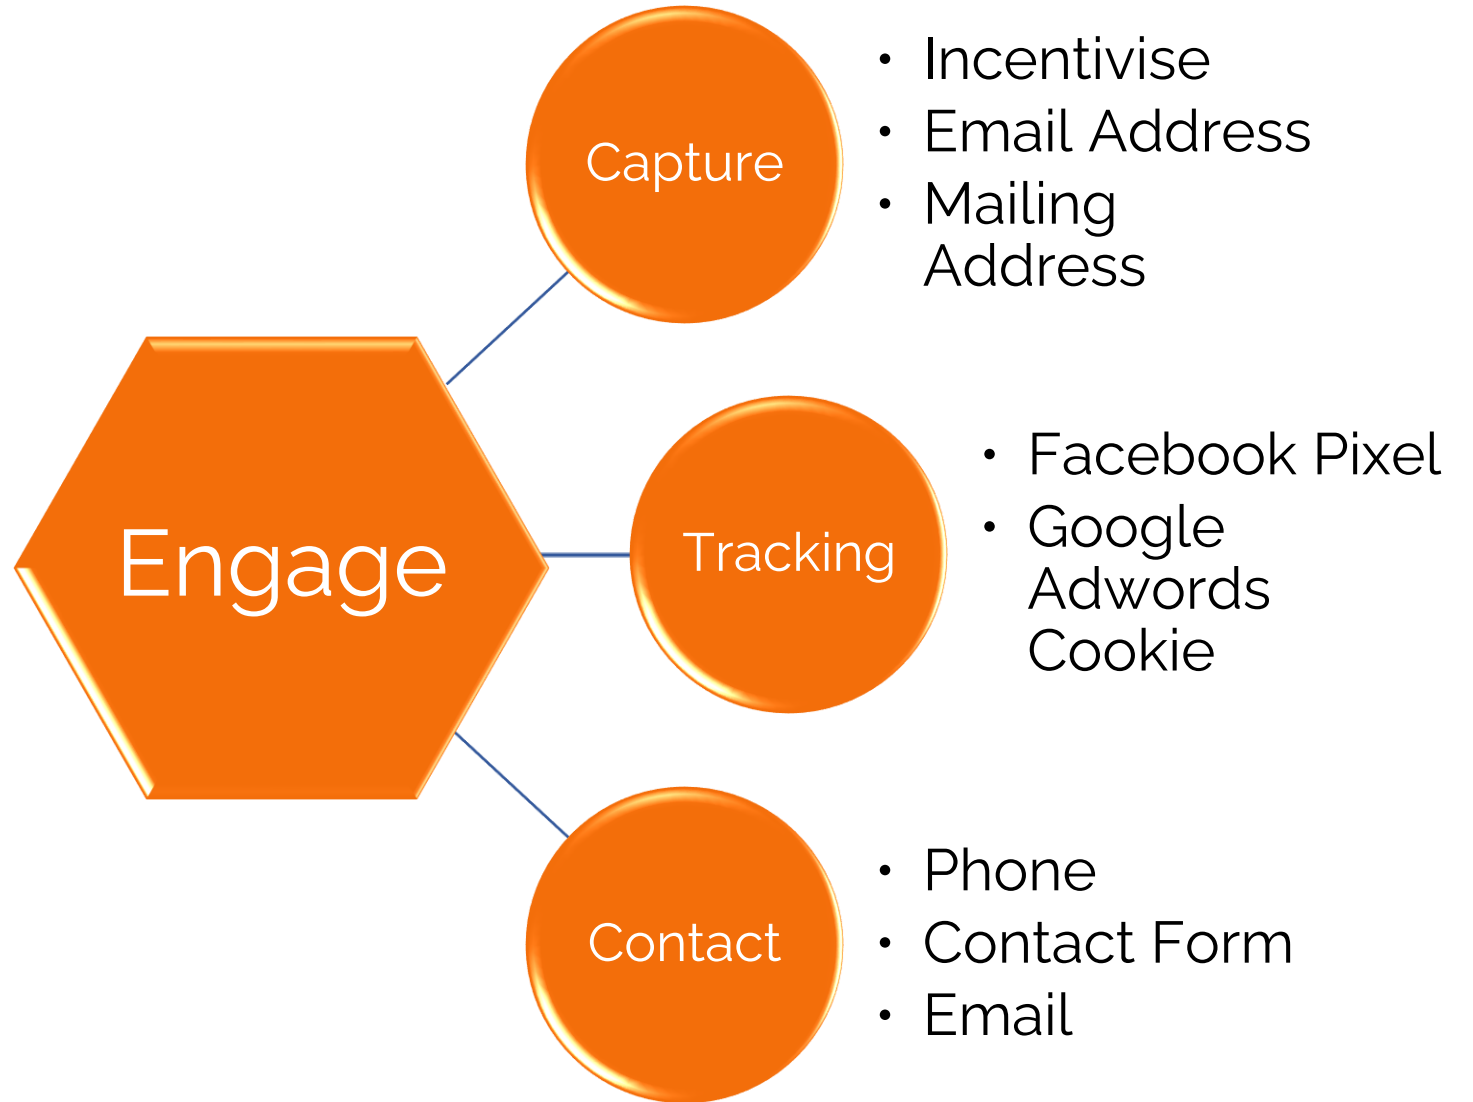 Engage
Capture
• Incentivise
• Email Address
• Mailing
Address
Tracking
• Facebook Pixel
• Google
Adwords
Cookie
Contact
• Phone
• Contact Form
• Email